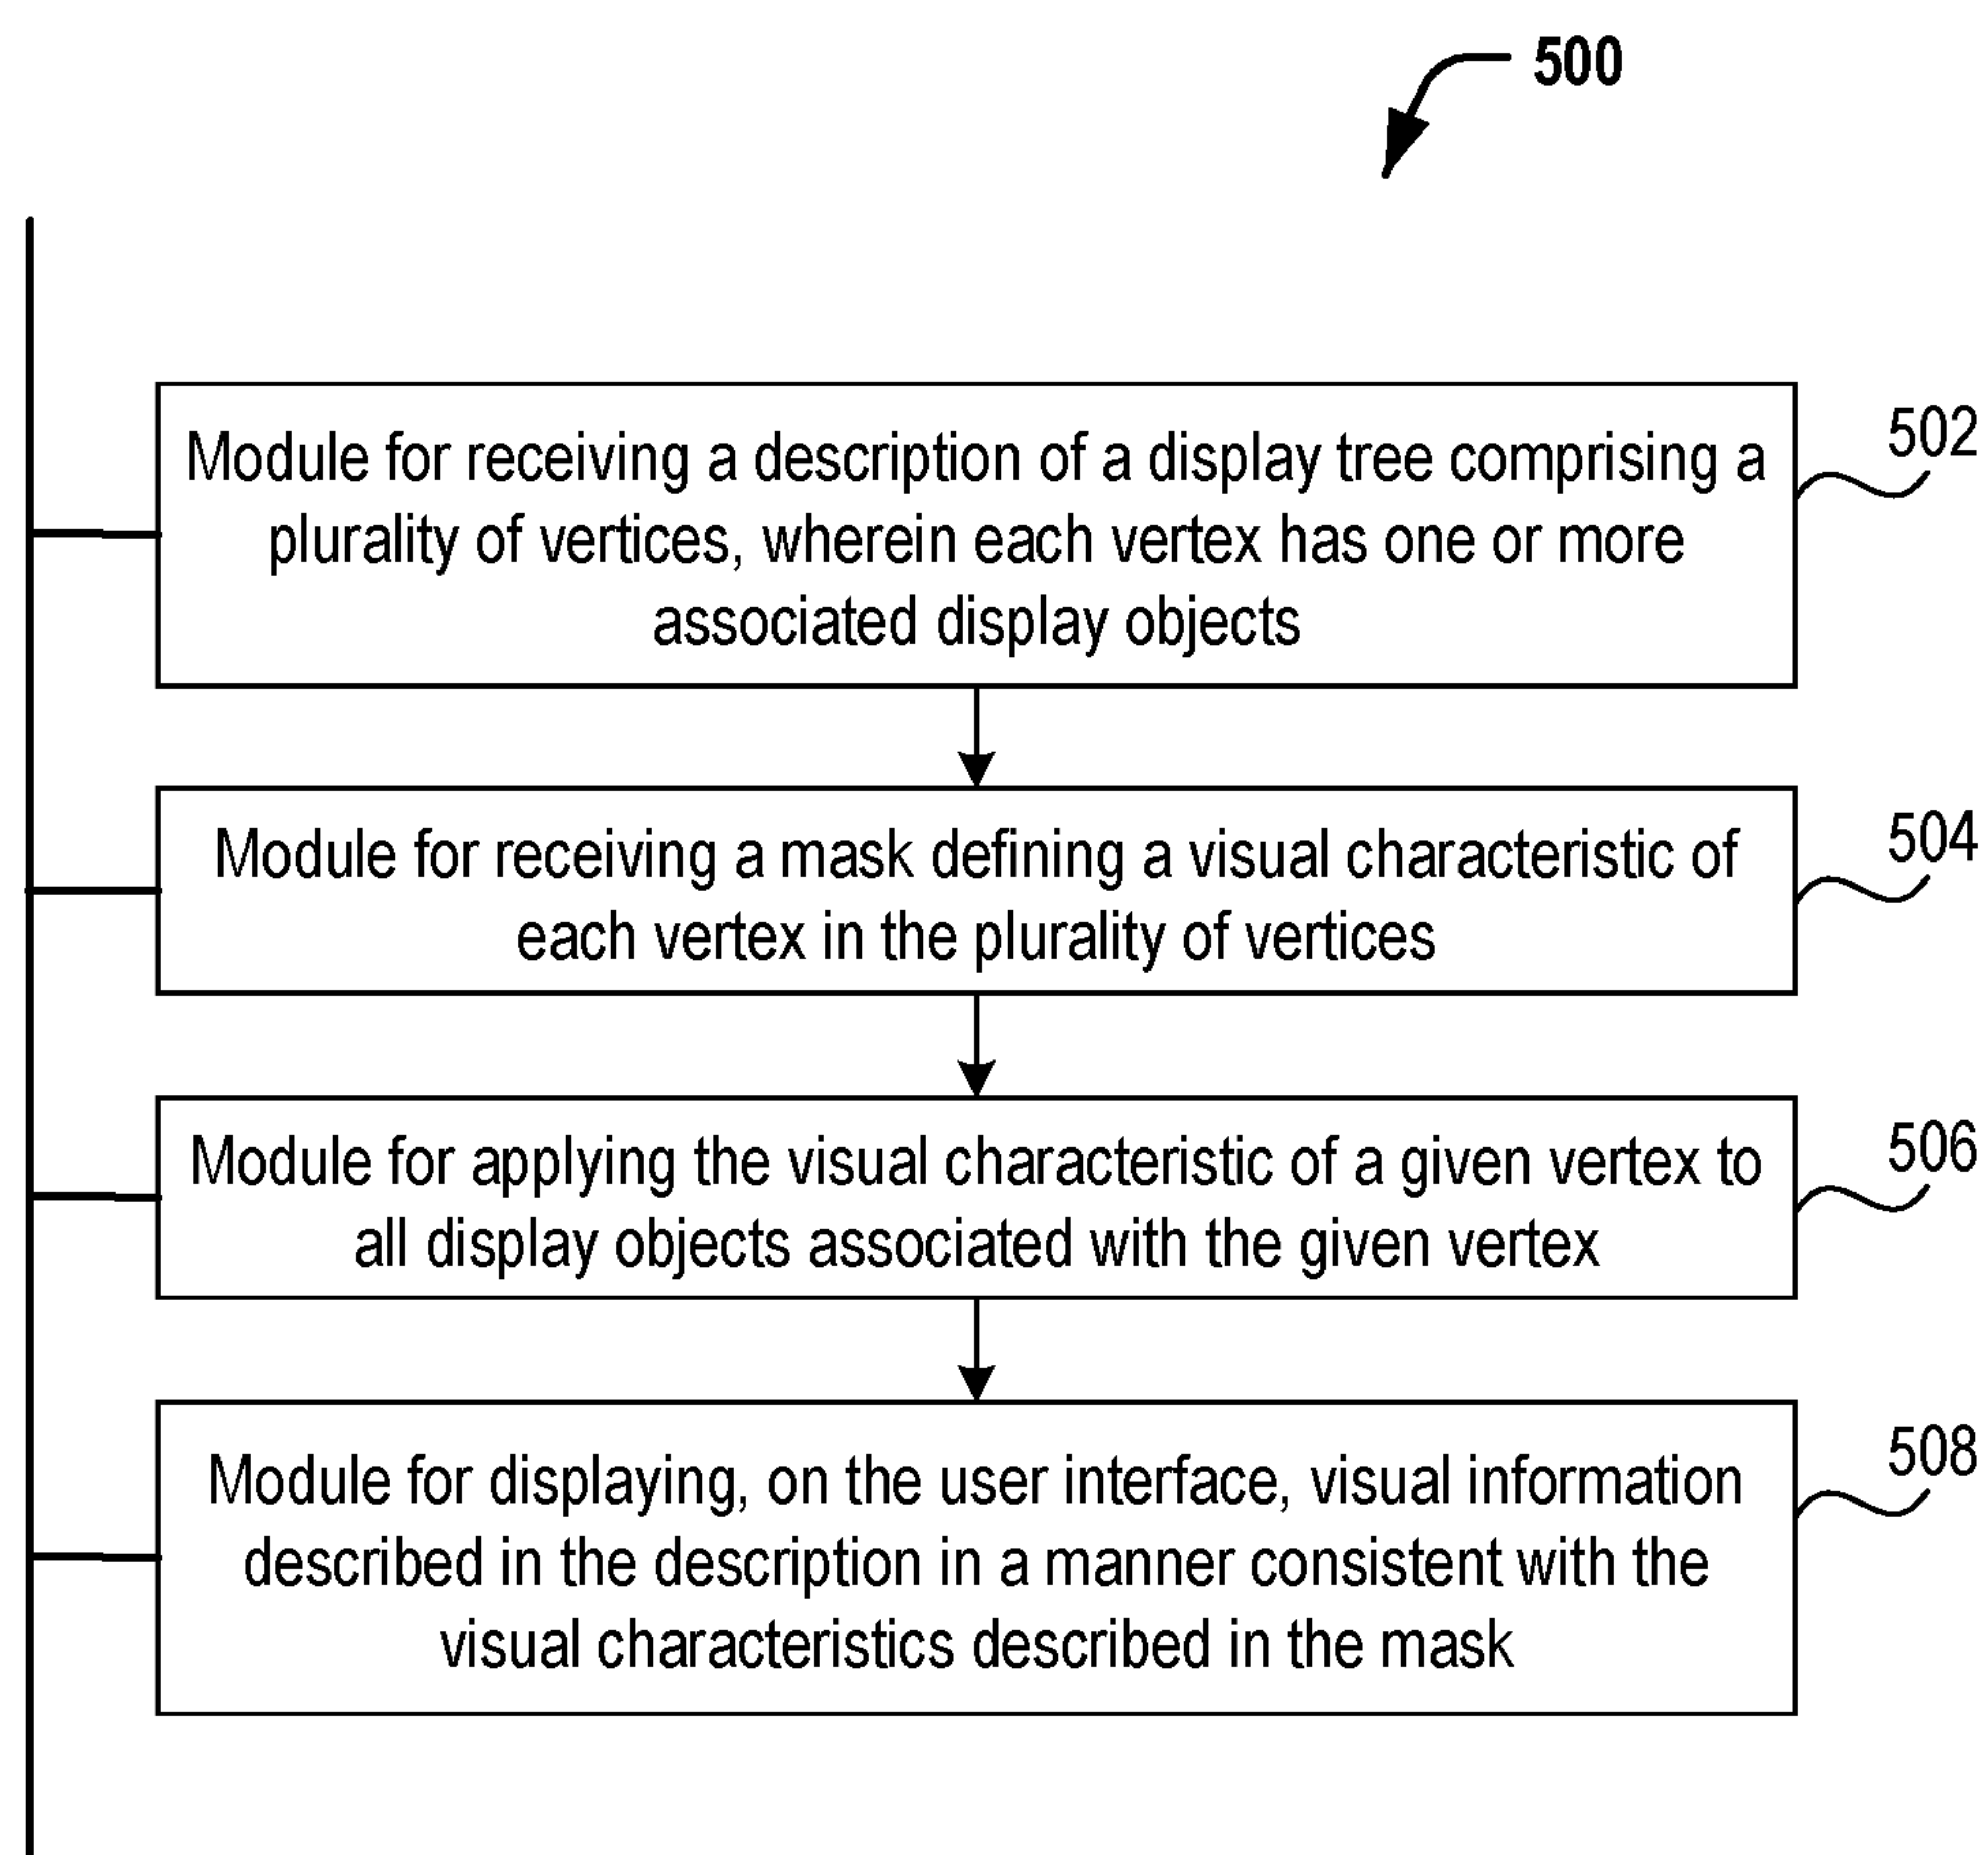 500
Module for receiving a description of a display tree comprising a
plurality of vertices, wherein each vertex has one or more
associated display objects
502
Module for receiving a mask defining a visual characteristic of
each vertex in the plurality of vertices
504
Module for applying the visual characteristic of a given vertex to
all display objects associated with the given vertex
506
Module for displaying, on the user interface, visual information
described in the description in a manner consistent with the
visual characteristics described in the mask
508